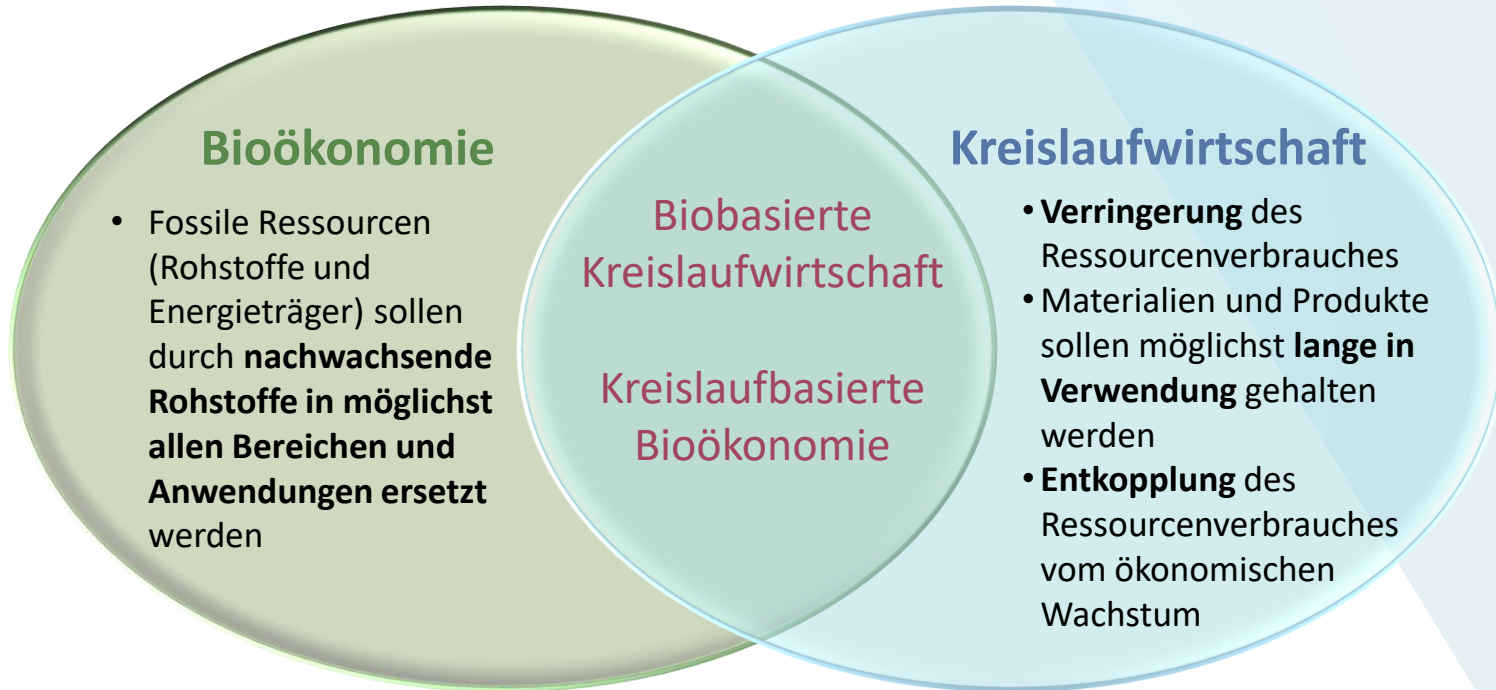 Bioökonomie
• Fossile Ressourcen
(Rohstoffe und
Energieträger) sollen
durch nachwachsende
Rohstoffe in möglichst
allen Bereichen und
Anwendungen ersetzt
werden
Biobasierte
Kreislaufwirtschaft
Kreislaufbasierte
Bioökonomie
Kreislaufwirtschaft
• Verringerung des
Ressourcenverbrauches
• Materialien und Produkte
sollen möglichst lange in
Verwendung gehalten
werden
• Entkopplung des
Ressourcenverbrauches
vom ökonomischen
Wachstum